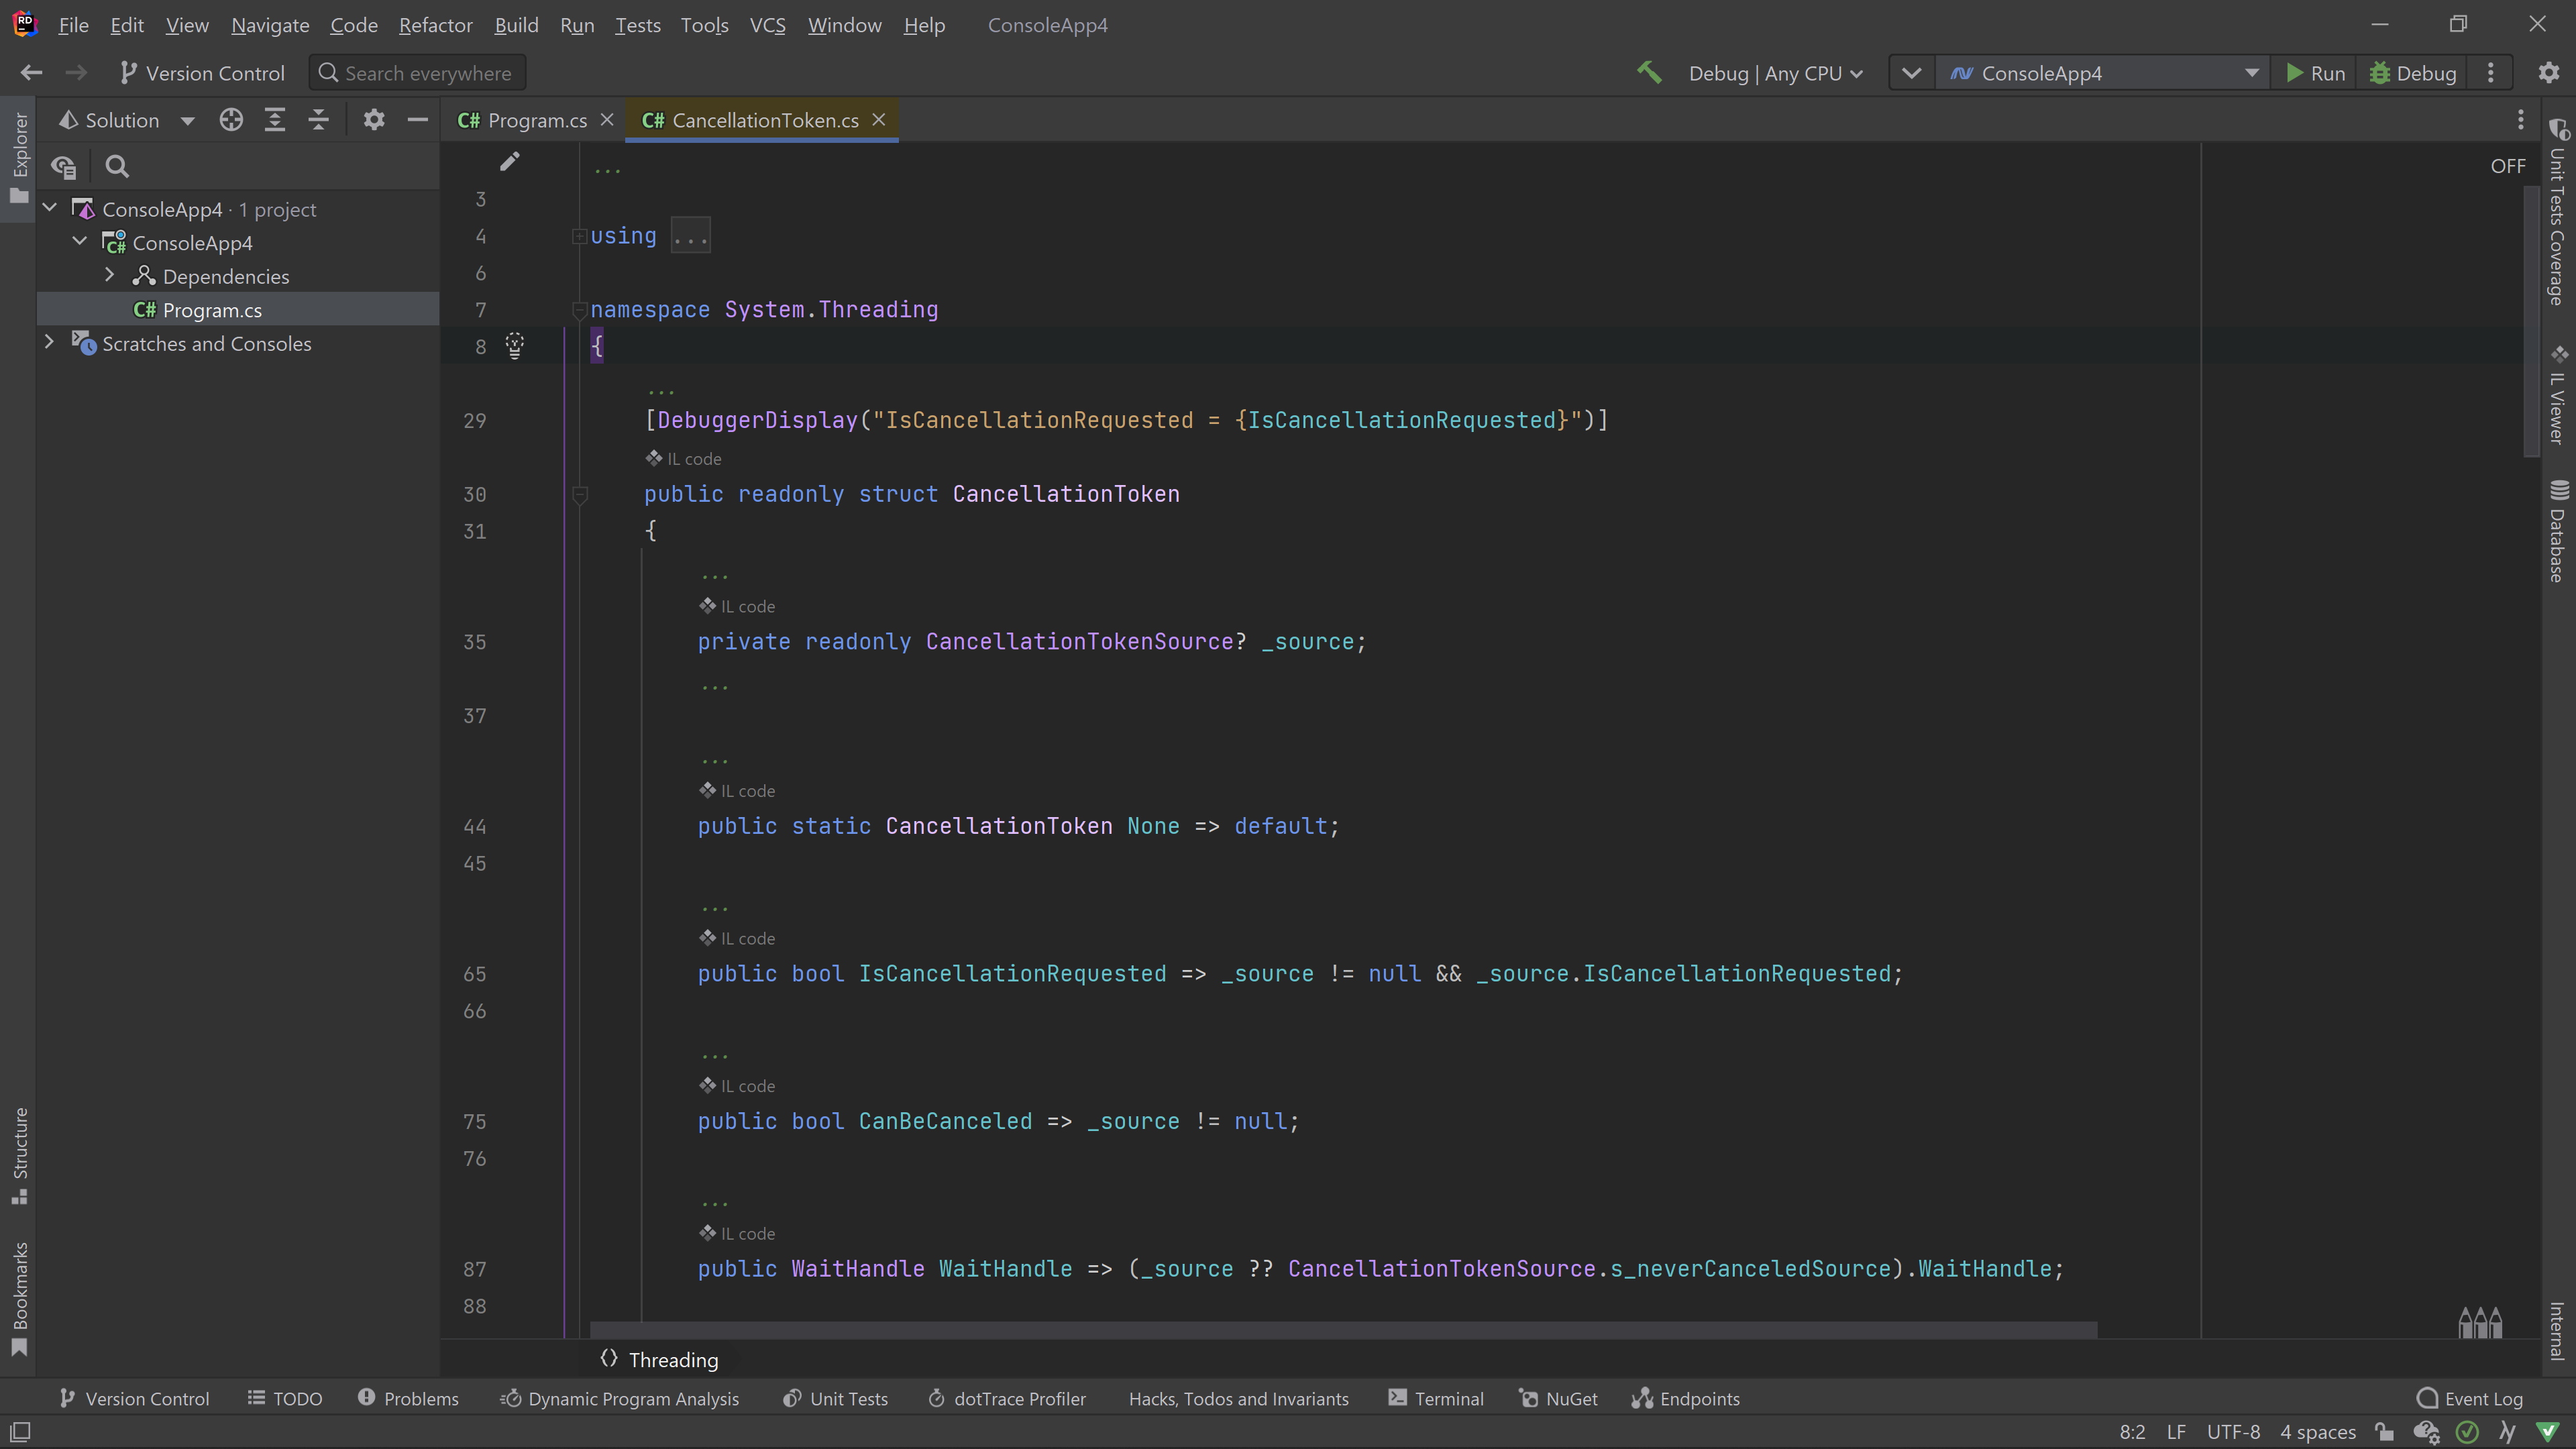 RD File Edit View Navigate Code Refactor Build Run Tests Tools VCS Window Help ConsoleApp4
Version Control Search everywhere Debug | Any CPU ConsoleApp4 Run Debug
Explorer
Solution
C# Program.cs C# CancellationToken.cs
ConsoleApp4 · 1 project
C# ConsoleApp4
Dependencies
C# Program.cs
Scratches and Consoles
Structure
Bookmarks
...
OFF
3
4 using ...
6
7 namespace System.Threading
8 {
...
29 [DebuggerDisplay("IsCancellationRequested = {IsCancellationRequested}")]
IL code
30 public readonly struct CancellationToken
31 {
...
IL code
35 private readonly CancellationTokenSource? _source;
...
37
...
IL code
44 public static CancellationToken None => default;
45
...
IL code
65 public bool IsCancellationRequested => _source != null && _source.IsCancellationRequested;
66
...
IL code
75 public bool CanBeCanceled => _source != null;
76
...
IL code
87 public WaitHandle WaitHandle => (_source ?? CancellationTokenSource.s_neverCanceledSource).WaitHandle;
88
Unit Tests Coverage
IL Viewer
Database
Internal
Threading
Version Control TODO Problems Dynamic Program Analysis Unit Tests dotTrace Profiler Hacks, Todos and Invariants Terminal NuGet Endpoints Event Log
8:2 LF UTF-8 4 spaces